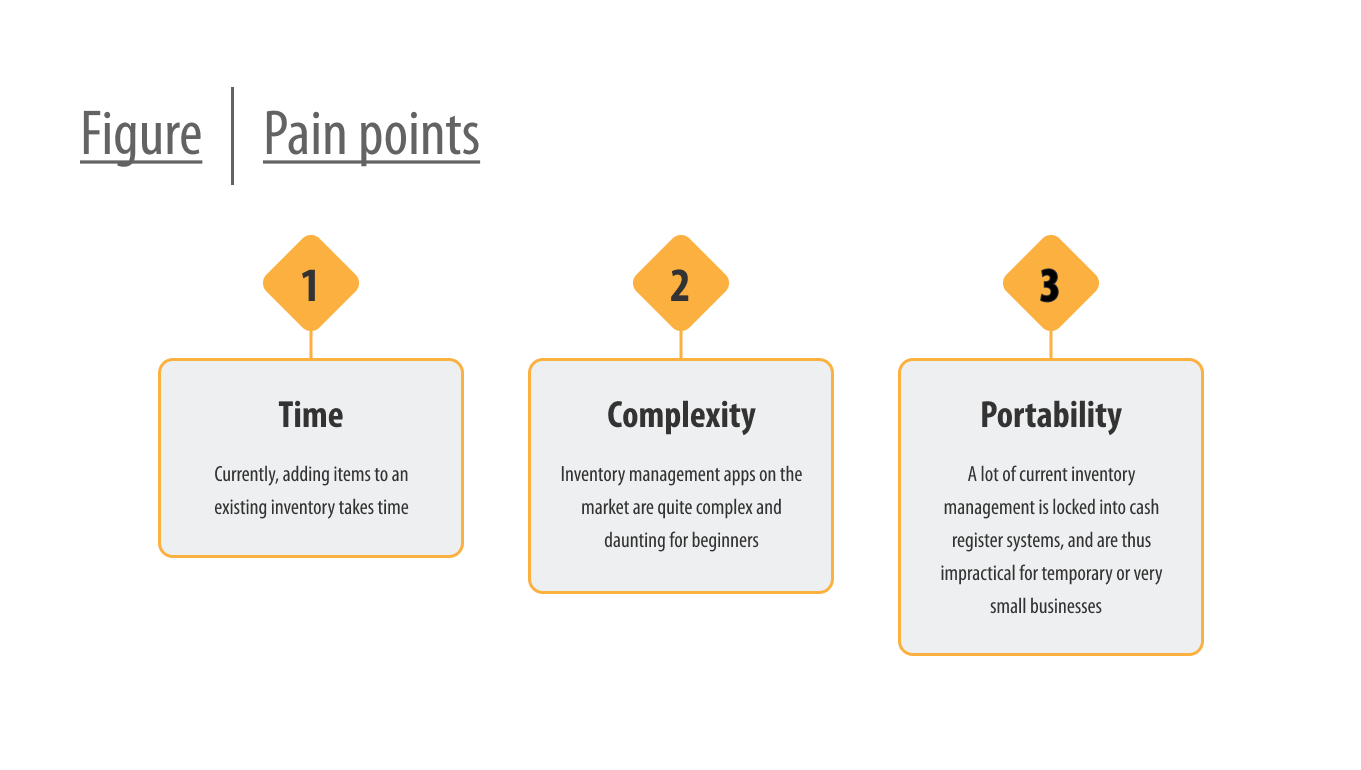 Figure
Pain points
1
Time
Currently, adding items to an
existing inventory takes time
2
Complexity
Inventory management apps on the
market are quite complex and
daunting for beginners
3
Portability
A lot of current inventory
management is locked into cash
register systems, and are thus
impractical for temporary or very
small businesses